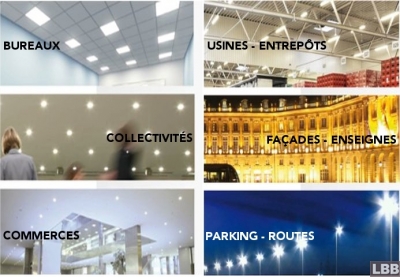 BUREAUX
USINES - ENTREPÔTS
COLLECTIVITÉS
FAÇADES - ENSEIGNES
COMMERCES
PARKING - ROUTES
LBB